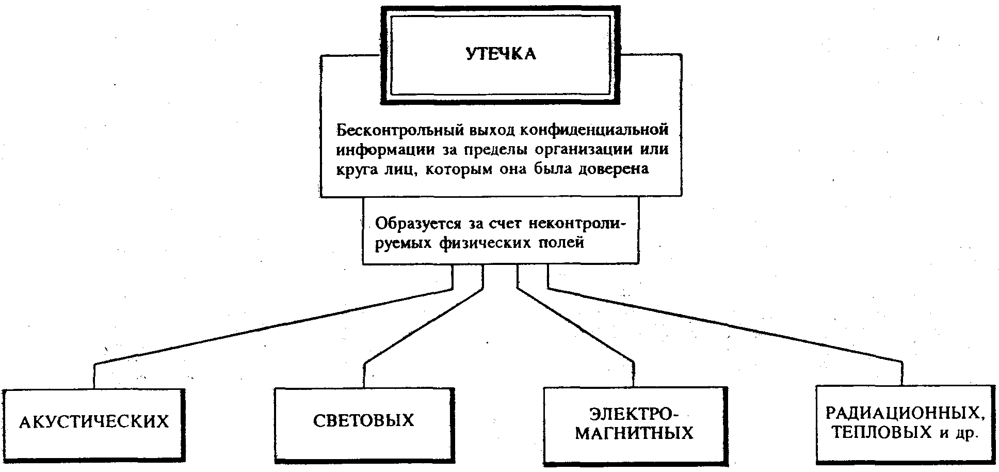 УТЕЧКА
Бесконтрольный выход конфиденциальной
информации за пределы организации или
круга лиц, которым она была доверена
Образуется за счет неконтроли-
руемых физических полей
АКУСТИЧЕСКИХ
СВЕТОВЫХ
ЭЛЕКТРО-
МАГНИТНЫХ
РАДИАЦИОННЫХ,
ТЕПЛОВЫХ и др.